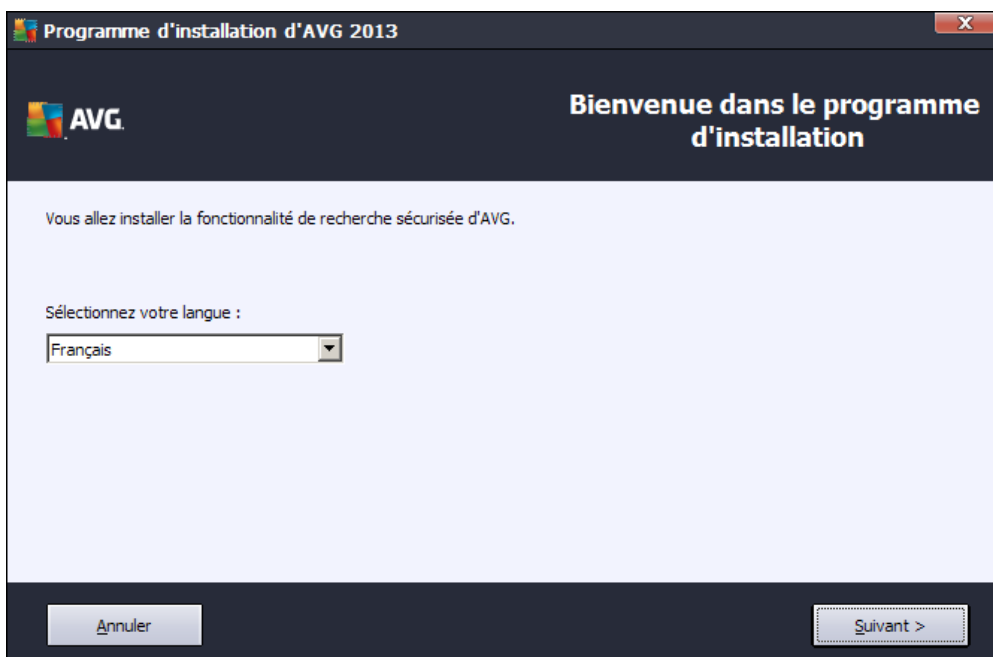 Programme d'installation d'AVG 2013
X
AVG.
Bienvenue dans le programme
d'installation
Vous allez installer la fonctionnalité de recherche sécurisée d'AVG.
Sélectionnez votre langue :
Français
Annuler
Suivant >